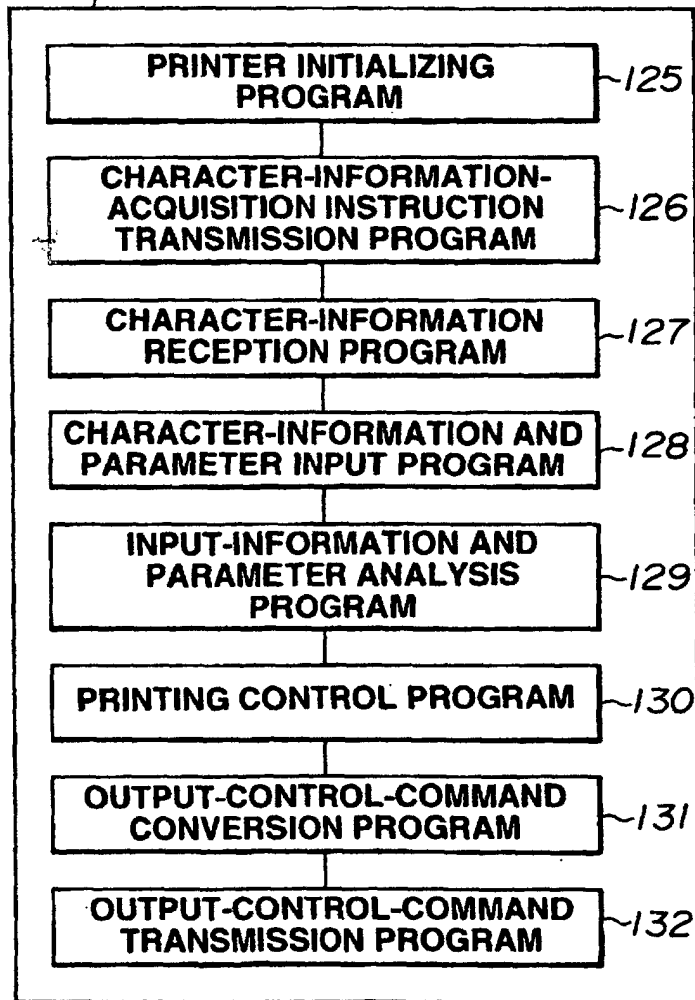 PRINTER INITIALIZING
PROGRAM
125
CHARACTER-INFORMATION-
ACQUISITION INSTRUCTION
TRANSMISSION PROGRAM
126
CHARACTER-INFORMATION
RECEPTION PROGRAM
127
CHARACTER-INFORMATION AND
PARAMETER INPUT PROGRAM
128
INPUT-INFORMATION AND
PARAMETER ANALYSIS
PROGRAM
129
PRINTING CONTROL PROGRAM
130
OUTPUT-CONTROL-COMMAND
CONVERSION PROGRAM
131
OUTPUT-CONTROL-COMMAND
TRANSMISSION PROGRAM
132